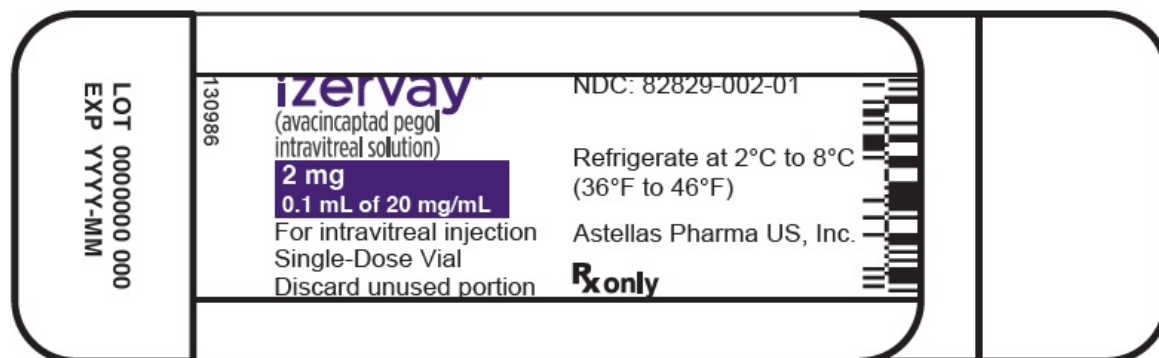 LOT 0000000 000
EXP YYYY-MM
130986
izervay™
(avacincaptad pegol
intravitreal solution)
2 mg
0.1 mL of 20 mg/mL
For intravitreal injection
Single-Dose Vial
Discard unused portion
NDC: 82829-002-01
Refrigerate at 2°C to 8°C
(36°F to 46°F)
Astellas Pharma US, Inc.
Rx only